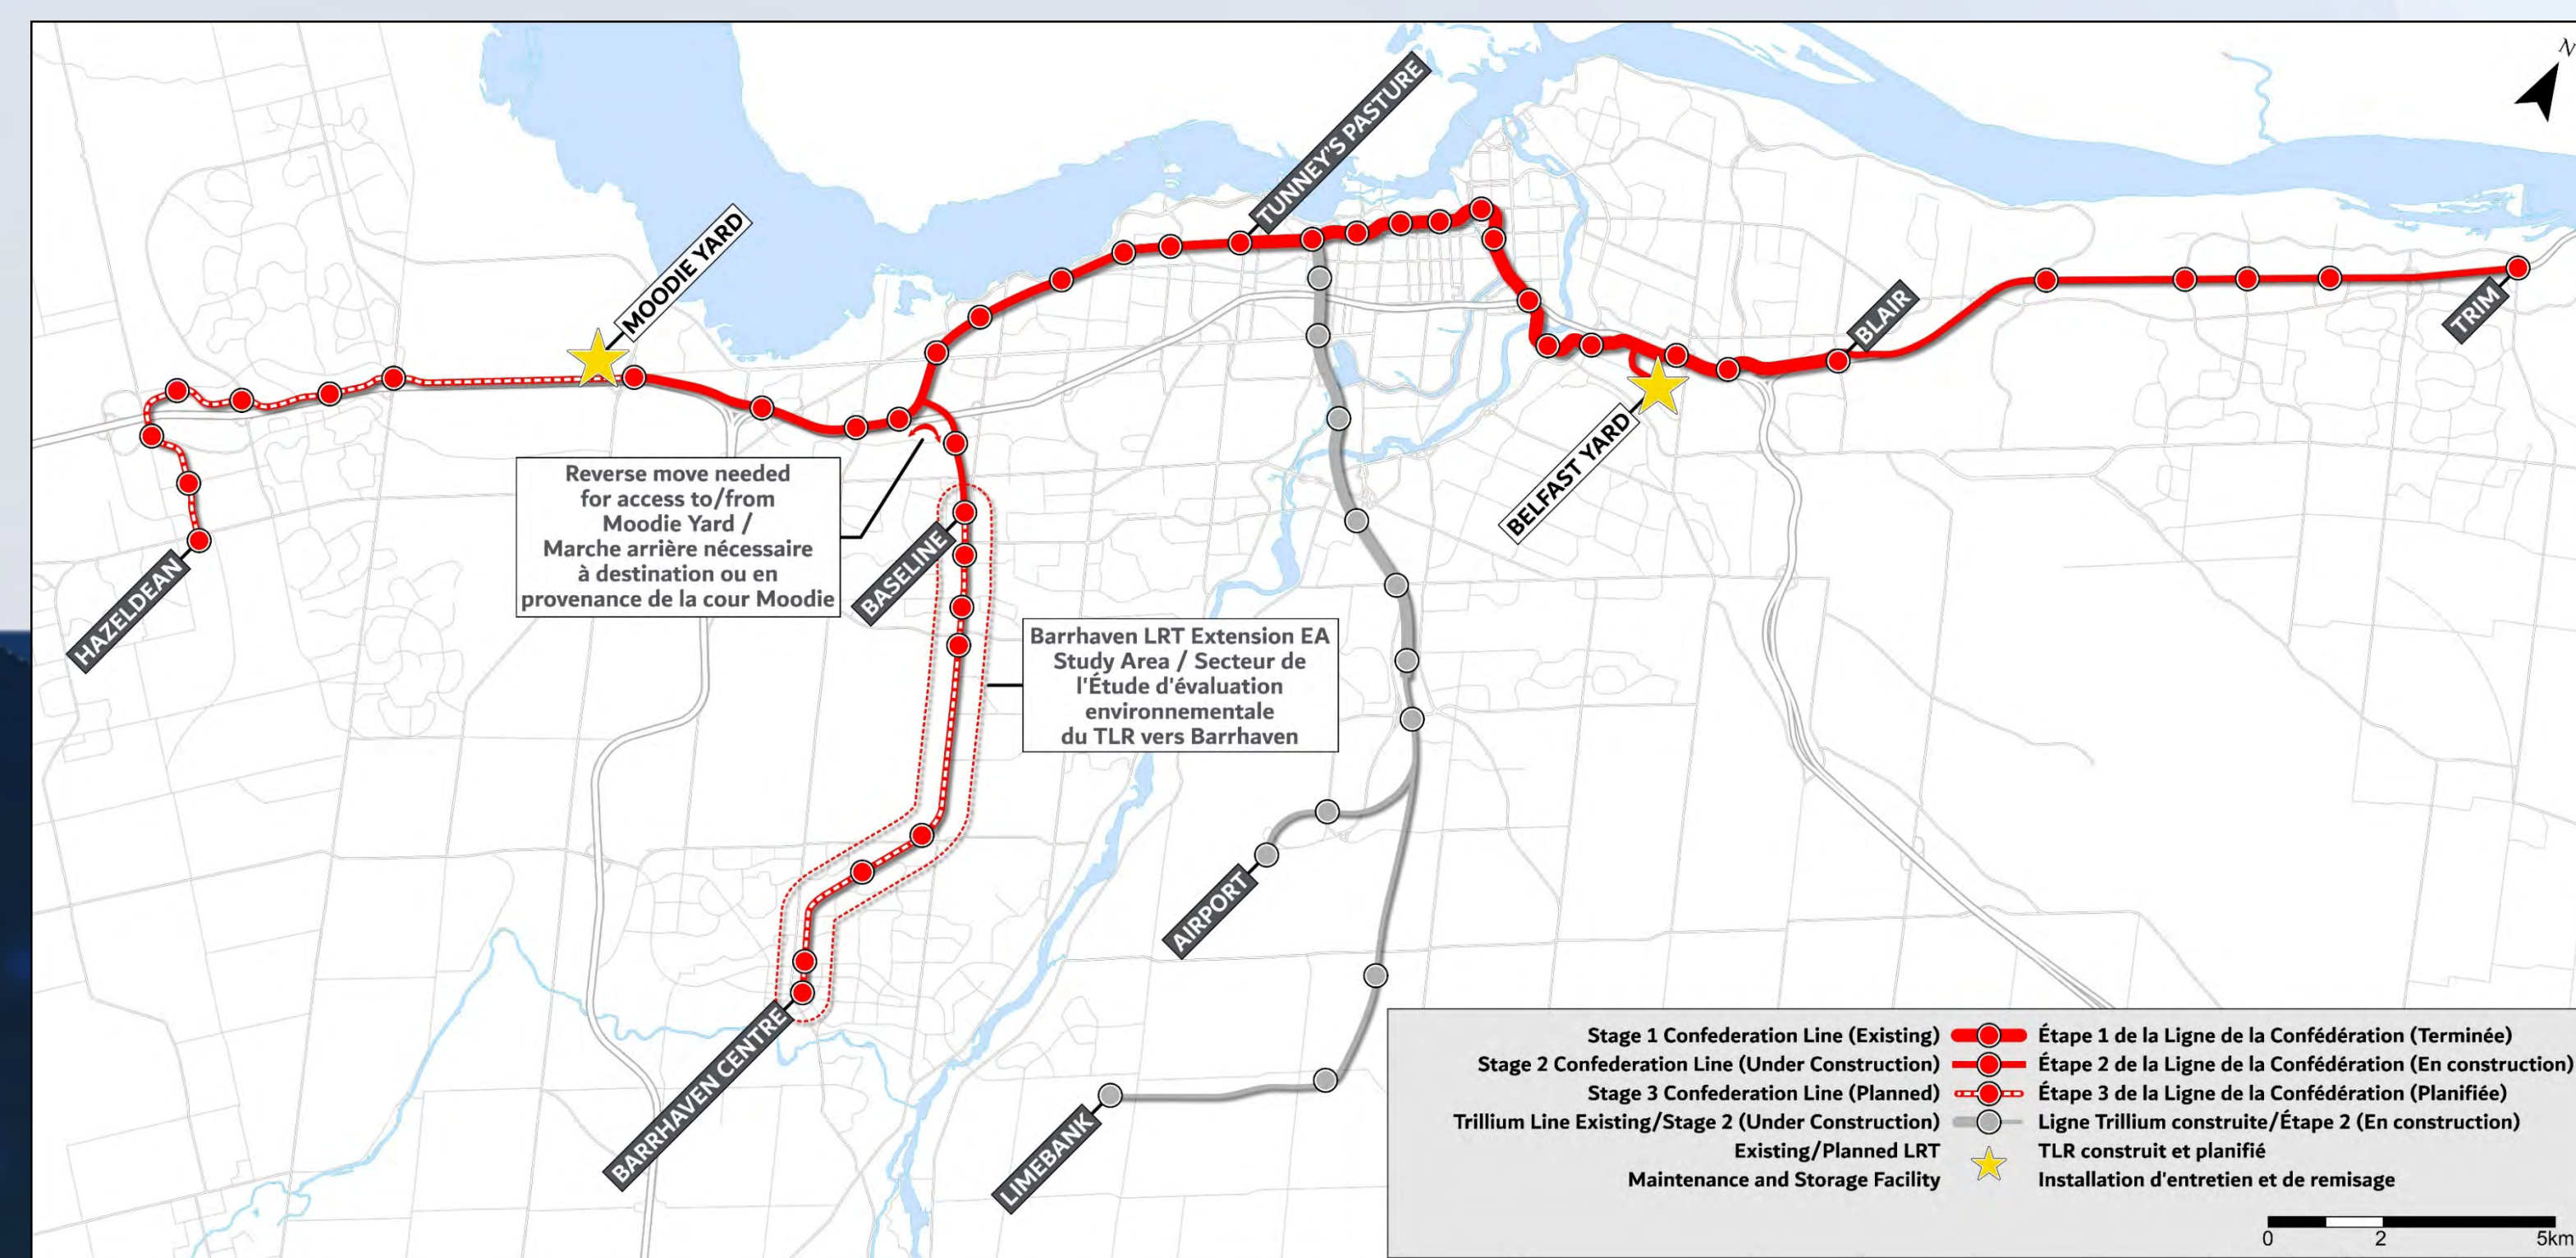 N
TUNNEY'S PASTURE
MOODIE YARD
BLAIR
TRIM
BELFAST YARD
Reverse move needed
for access to/from
Moodie Yard /
Marche arrière nécessaire
à destination ou en
provenance de la cour Moodie
BASELINE
HAZELDEAN
Barrhaven LRT Extension EA
Study Area / Secteur de
l'Étude d'évaluation
environnementale
du TLR vers Barrhaven
AIRPORT
BARRHAVEN CENTRE
LIMEBANK
Stage 1 Confederation Line (Existing) Étape 1 de la Ligne de la Confédération (Terminée)
Stage 2 Confederation Line (Under Construction) Étape 2 de la Ligne de la Confédération (En construction)
Stage 3 Confederation Line (Planned) Étape 3 de la Ligne de la Confédération (Planifiée)
Trillium Line Existing/Stage 2 (Under Construction) Ligne Trillium construite/Étape 2 (En construction)
Existing/Planned LRT TLR construit et planifié
Maintenance and Storage Facility Installation d'entretien et de remisage
0 2 5km